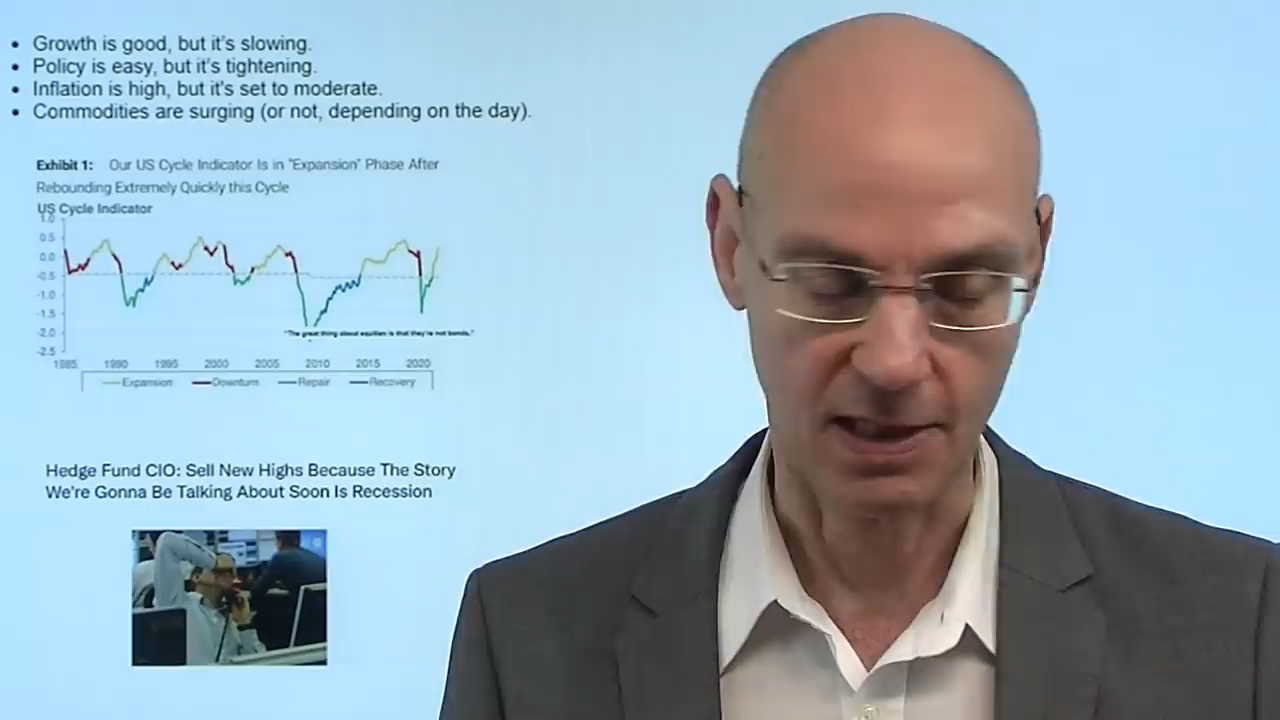 • Growth is good, but it's slowing.
• Policy is easy, but it's tightening.
• Inflation is high, but it's set to moderate.
• Commodities are surging (or not, depending on the day).
Exhibit 1: Our US Cycle Indicator Is in "Expansion" Phase After
Rebounding Extremely Quickly this Cycle
US Cycle Indicator
1.0
0.5
0.0
-0.5
-1.0
-1.5
-2.0
-2.5
"The great thing about equities is that they're not bonds."
1985 1990 1995 2000 2005 2010 2015 2020
Expansion Downturn Repair Recovery
Hedge Fund CIO: Sell New Highs Because The Story
We're Gonna Be Talking About Soon Is Recession